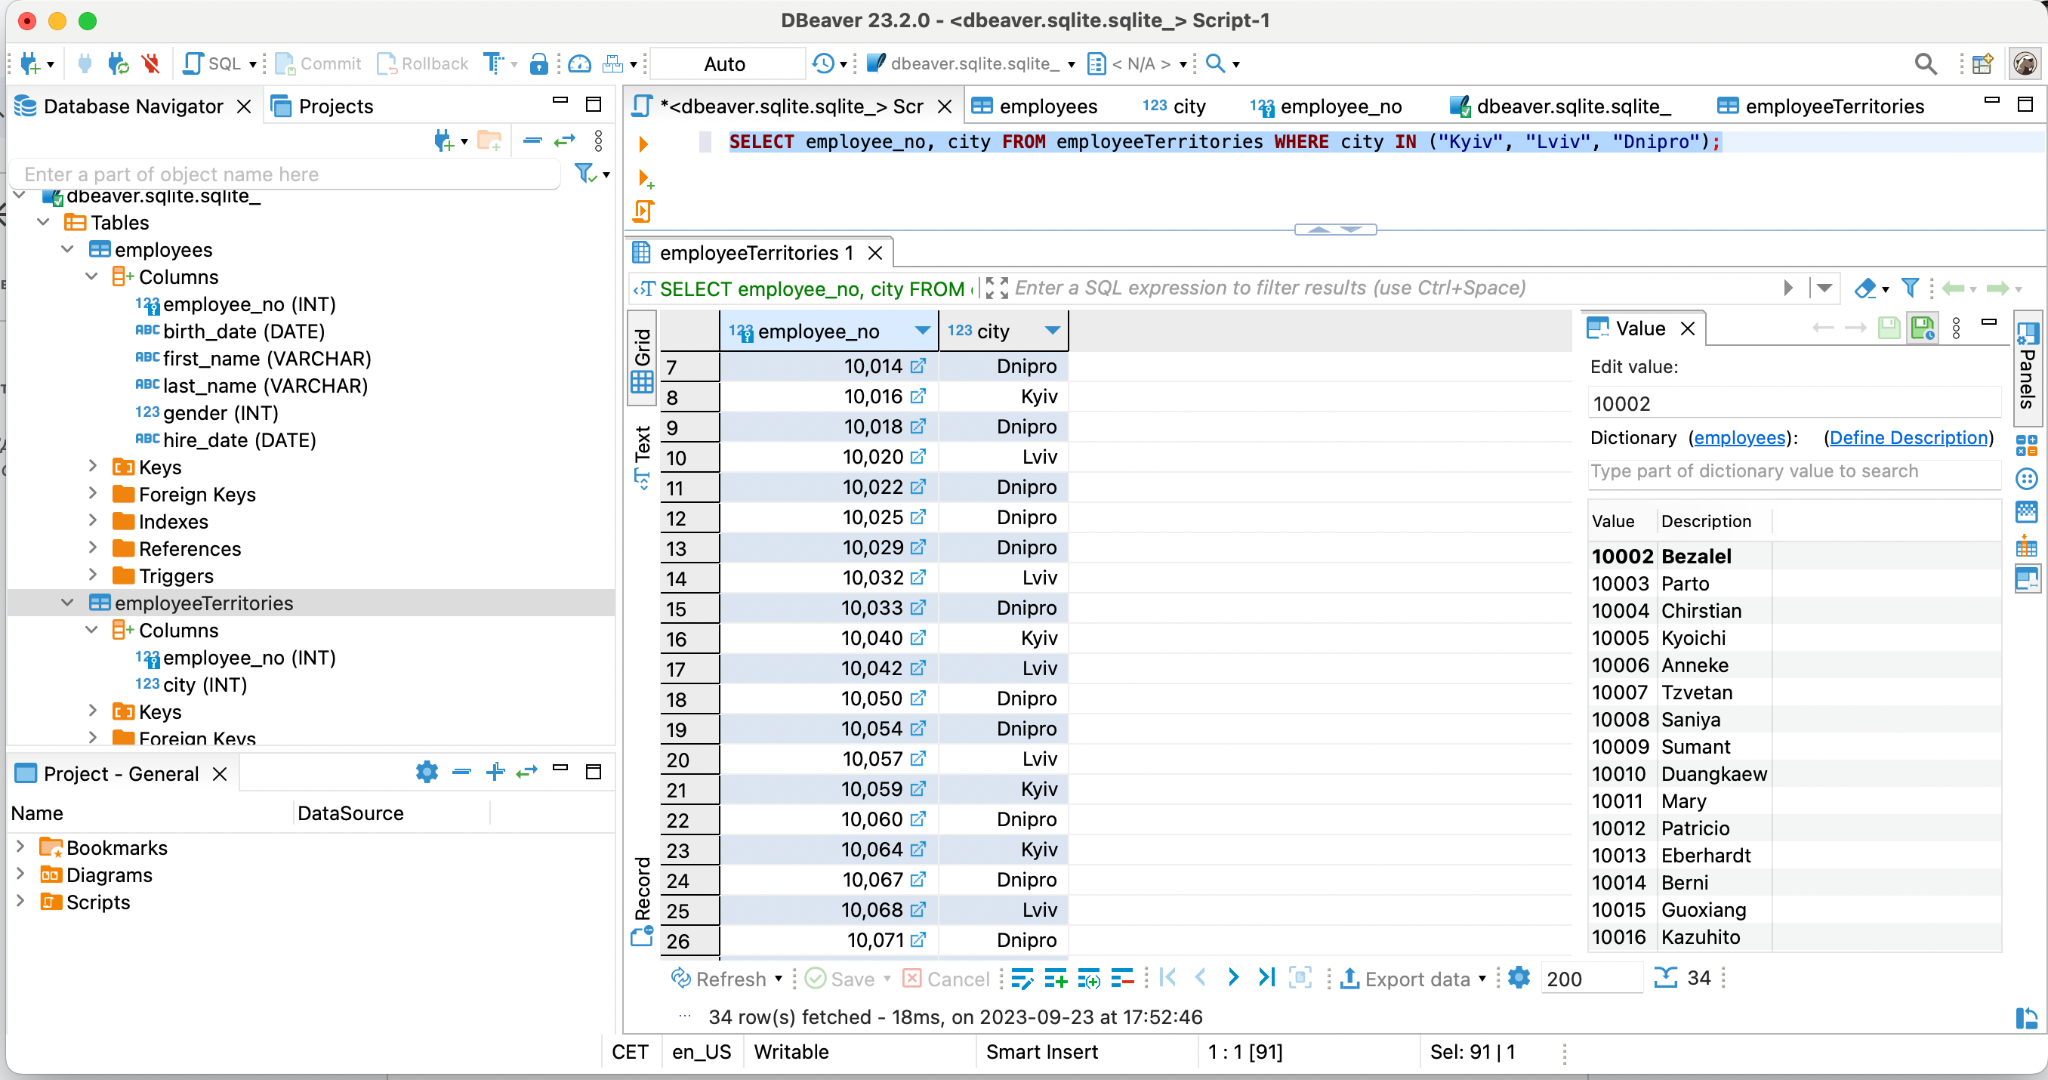 DBeaver 23.2.0 - <dbeaver.sqlite.sqlite_> Script-1
SQL Commit Rollback Auto dbeaver.sqlite.sqlite_ < N/A >
Database Navigator Projects
Enter a part of object name here
dbeaver.sqlite.sqlite_
Tables
employees
Columns
employee_no (INT)
birth_date (DATE)
first_name (VARCHAR)
last_name (VARCHAR)
gender (INT)
hire_date (DATE)
Keys
Foreign Keys
Indexes
References
Triggers
employeeTerritories
Columns
employee_no (INT)
city (INT)
Keys
Foreign Keys
Project - General
Name DataSource
Bookmarks
Diagrams
Scripts
*<dbeaver.sqlite.sqlite_> Scr employees 123 city employee_no dbeaver.sqlite.sqlite_ employeeTerritories
SELECT employee_no, city FROM employeeTerritories WHERE city IN ("Kyiv", "Lviv", "Dnipro");
employeeTerritories 1
SELECT employee_no, city FROM Enter a SQL expression to filter results (use Ctrl+Space)
Grid
Text
Record
123 employee_no 123 city
7 10,014 Dnipro
8 10,016 Kyiv
9 10,018 Dnipro
10 10,020 Lviv
11 10,022 Dnipro
12 10,025 Dnipro
13 10,029 Dnipro
14 10,032 Lviv
15 10,033 Dnipro
16 10,040 Kyiv
17 10,042 Lviv
18 10,050 Dnipro
19 10,054 Dnipro
20 10,057 Lviv
21 10,059 Kyiv
22 10,060 Dnipro
23 10,064 Kyiv
24 10,067 Dnipro
25 10,068 Lviv
26 10,071 Dnipro
Value
Panels
Edit value:
10002
Dictionary (employees): (Define Description)
Type part of dictionary value to search
Value Description
10002 Bezalel
10003 Parto
10004 Chirstian
10005 Kyoichi
10006 Anneke
10007 Tzvetan
10008 Saniya
10009 Sumant
10010 Duangkaew
10011 Mary
10012 Patricio
10013 Eberhardt
10014 Berni
10015 Guoxiang
10016 Kazuhito
Refresh Save Cancel Export data 200 34
34 row(s) fetched - 18ms, on 2023-09-23 at 17:52:46
CET en_US Writable Smart Insert 1 : 1 [91] Sel: 91 | 1